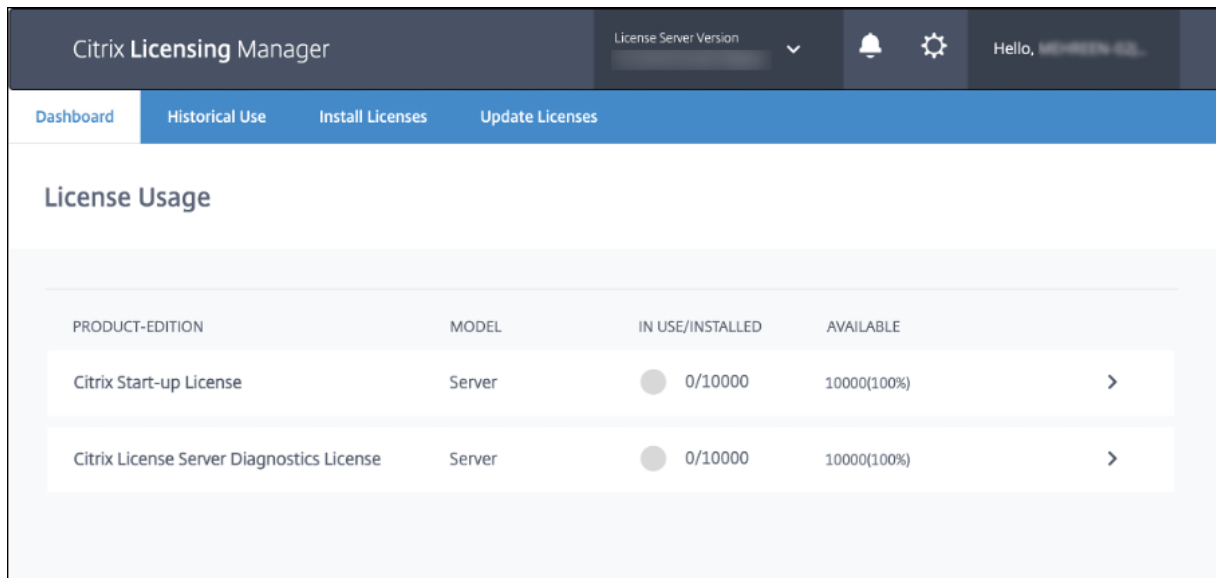 Citrix Licensing Manager
License Server Version
Hello,
Dashboard Historical Use Install Licenses Update Licenses
License Usage
PRODUCT-EDITION MODEL IN USE/INSTALLED AVAILABLE
Citrix Start-up License Server 0/10000 10000(100%)
Citrix License Server Diagnostics License Server 0/10000 10000(100%)